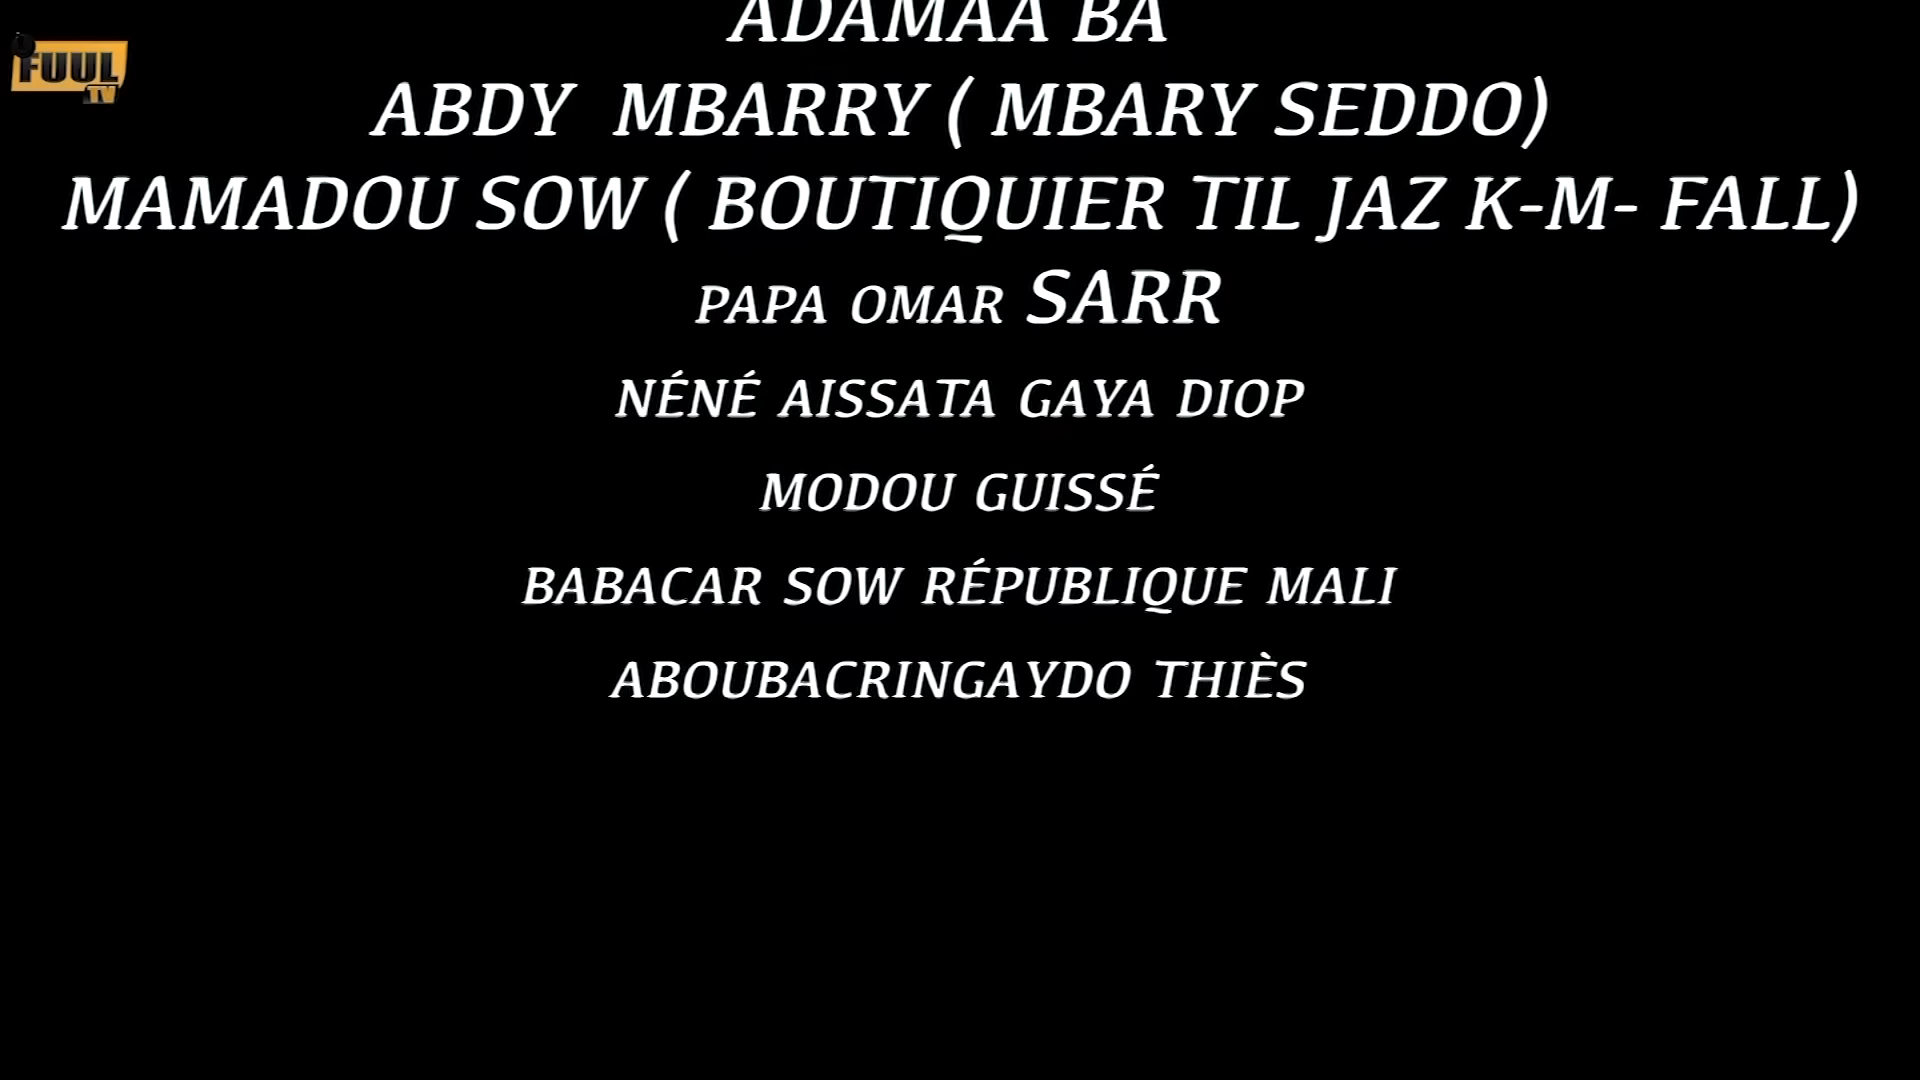 ADAMAA BA
FUUL
TV
ABDY MBARRY ( MBARY SEDDO)
MAMADOU SOW ( BOUTIQUIER TIL JAZ K-M- FALL)
PAPA OMAR SARR
NÉNÉ AISSATA GAYA DIOP
MODOU GUISSÉ
BABACAR SOW RÉPUBLIQUE MALI
ABOUBACRINGAYDO THIÈS